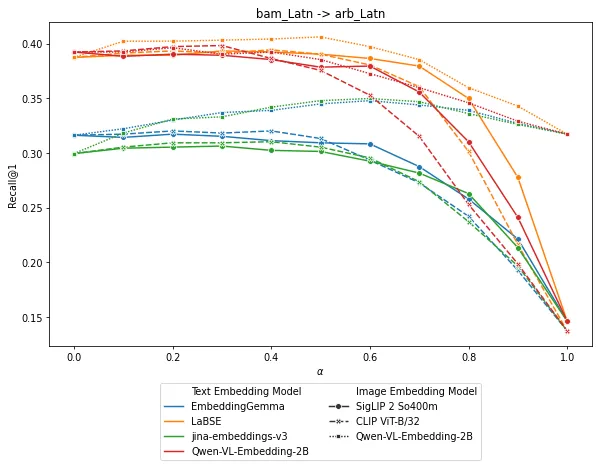 bam_Latn -> arb_Latn
Recall@1
0.40
0.35
0.30
0.25
0.20
0.15
0.0 0.2 0.4 0.6 0.8 1.0
α
Text Embedding Model Image Embedding Model
EmbeddingGemma SigLIP 2 So400m
LaBSE CLIP ViT-B/32
jina-embeddings-v3 Qwen-VL-Embedding-2B
Qwen-VL-Embedding-2B